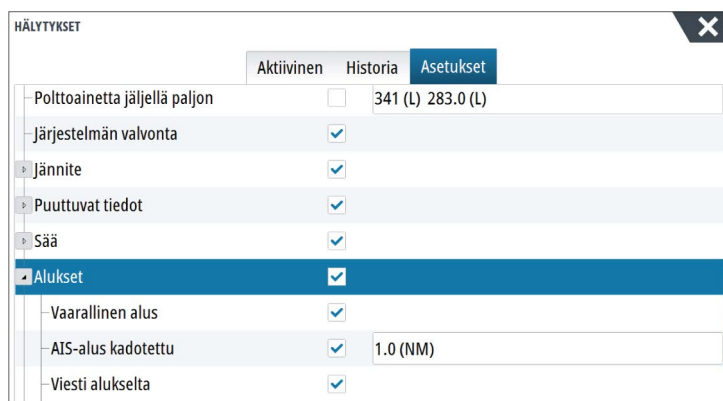 HÄLYTYKSET
Aktiivinen Historia Asetukset
Polttoainetta jäljellä paljon 341 (L) 283.0 (L)
Järjestelmän valvonta
Jännite
Puuttuvat tiedot
Sää
Alukset
Vaarallinen alus
AIS-alus kadotettu 1.0 (NM)
Viesti alukselta